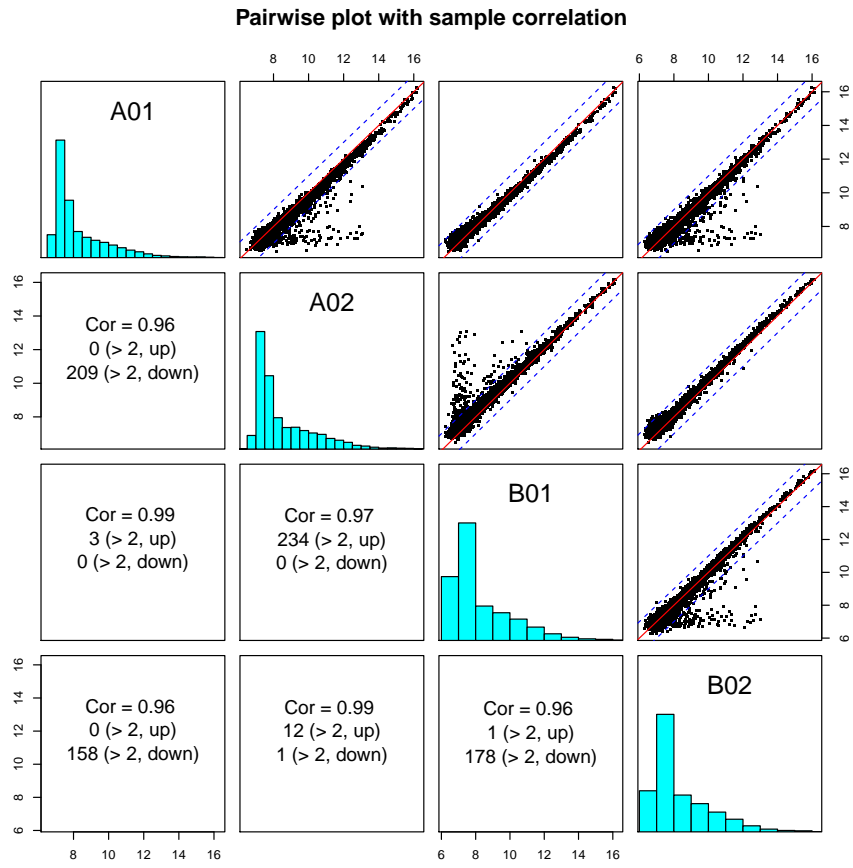 Pairwise plot with sample correlation
8 10 12 14 16
6 8 10 12 14 16
A01
8 10 12 14 16
8 10 12 14 16
Cor = 0.96
0 (> 2, up)
209 (> 2, down)
A02
Cor = 0.99
3 (> 2, up)
0 (> 2, down)
Cor = 0.97
234 (> 2, up)
0 (> 2, down)
B01
6 8 10 12 14 16
6 8 10 12 14 16
Cor = 0.96
0 (> 2, up)
158 (> 2, down)
Cor = 0.99
12 (> 2, up)
1 (> 2, down)
Cor = 0.96
1 (> 2, up)
178 (> 2, down)
B02
8 10 12 14 16
6 8 10 12 14 16